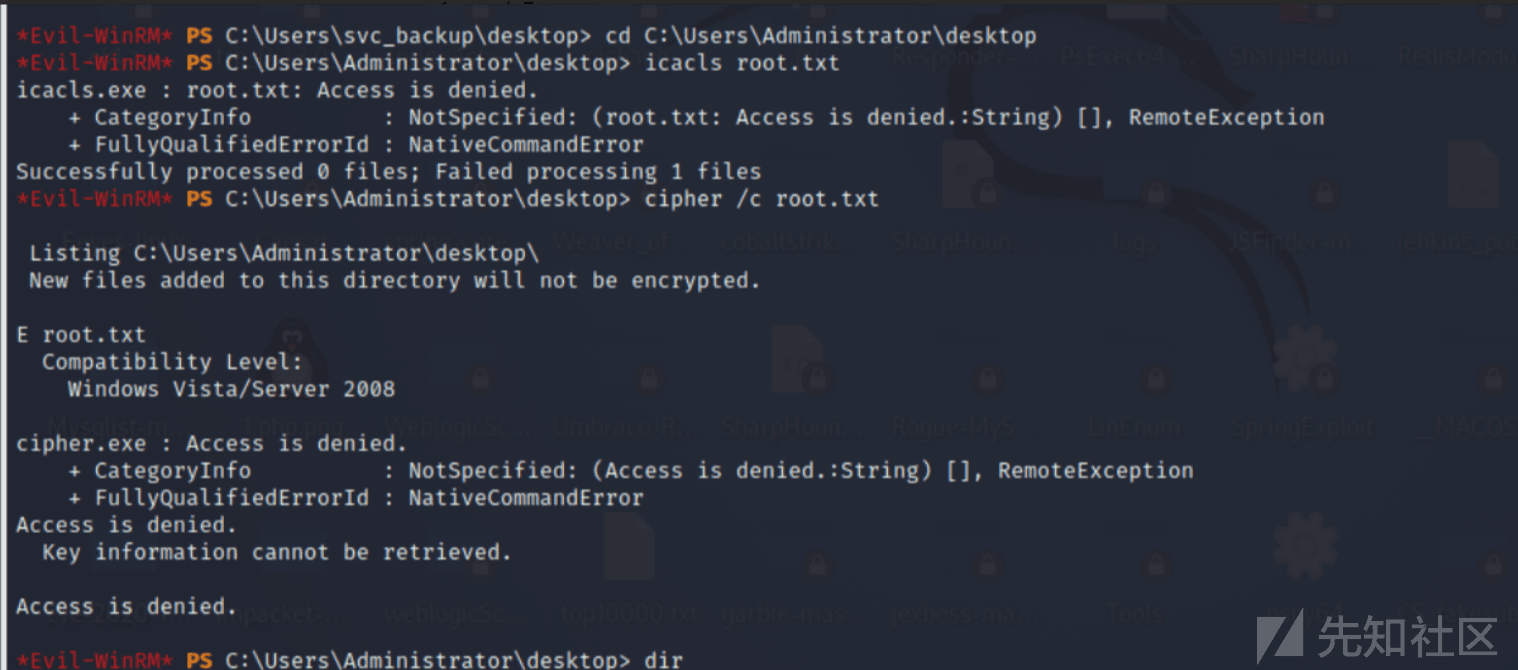 *Evil-WinRM* PS C:\Users\svc_backup\desktop> cd C:\Users\Administrator\desktop
*Evil-WinRM* PS C:\Users\Administrator\desktop> icacls root.txt
icacls.exe : root.txt: Access is denied.
    + CategoryInfo          : NotSpecified: (root.txt: Access is denied.:String) [], RemoteException
    + FullyQualifiedErrorId : NativeCommandError
Successfully processed 0 files; Failed processing 1 files
*Evil-WinRM* PS C:\Users\Administrator\desktop> cipher /c root.txt
 Listing C:\Users\Administrator\desktop\
 New files added to this directory will not be encrypted.
E root.txt
  Compatibility Level:
    Windows Vista/Server 2008
cipher.exe : Access is denied.
    + CategoryInfo          : NotSpecified: (Access is denied.:String) [], RemoteException
    + FullyQualifiedErrorId : NativeCommandError
Access is denied.
  Key information cannot be retrieved.
Access is denied.
*Evil-WinRM* PS C:\Users\Administrator\desktop> dir
先知社区